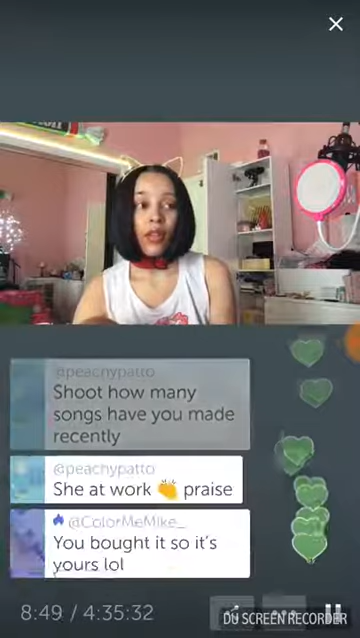 @peachypatto
Shoot how many
songs have you made
recently
@peachypatto
She at work 👏 praise
@ColorMeMike_
You bought it so it's
yours lol
8:49 / 4:35:32
DU SCREEN RECORDER